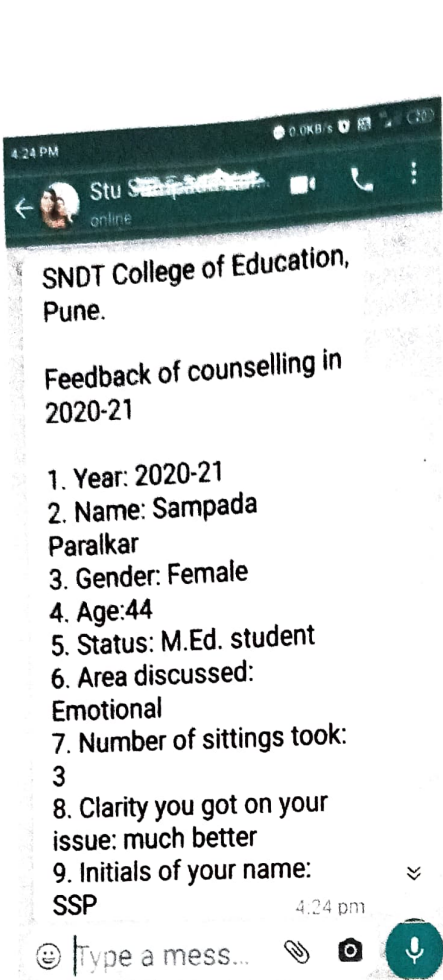 4:24 PM
0.0KB/s
Stu
online
SNDT College of Education,
Pune.
Feedback of counselling in
2020-21
1. Year: 2020-21
2. Name: Sampada
Paralkar
3. Gender: Female
4. Age:44
5. Status: M.Ed. student
6. Area discussed:
Emotional
7. Number of sittings took:
3
8. Clarity you got on your
issue: much better
9. Initials of your name:
SSP
4:24 pm
Type a mess...